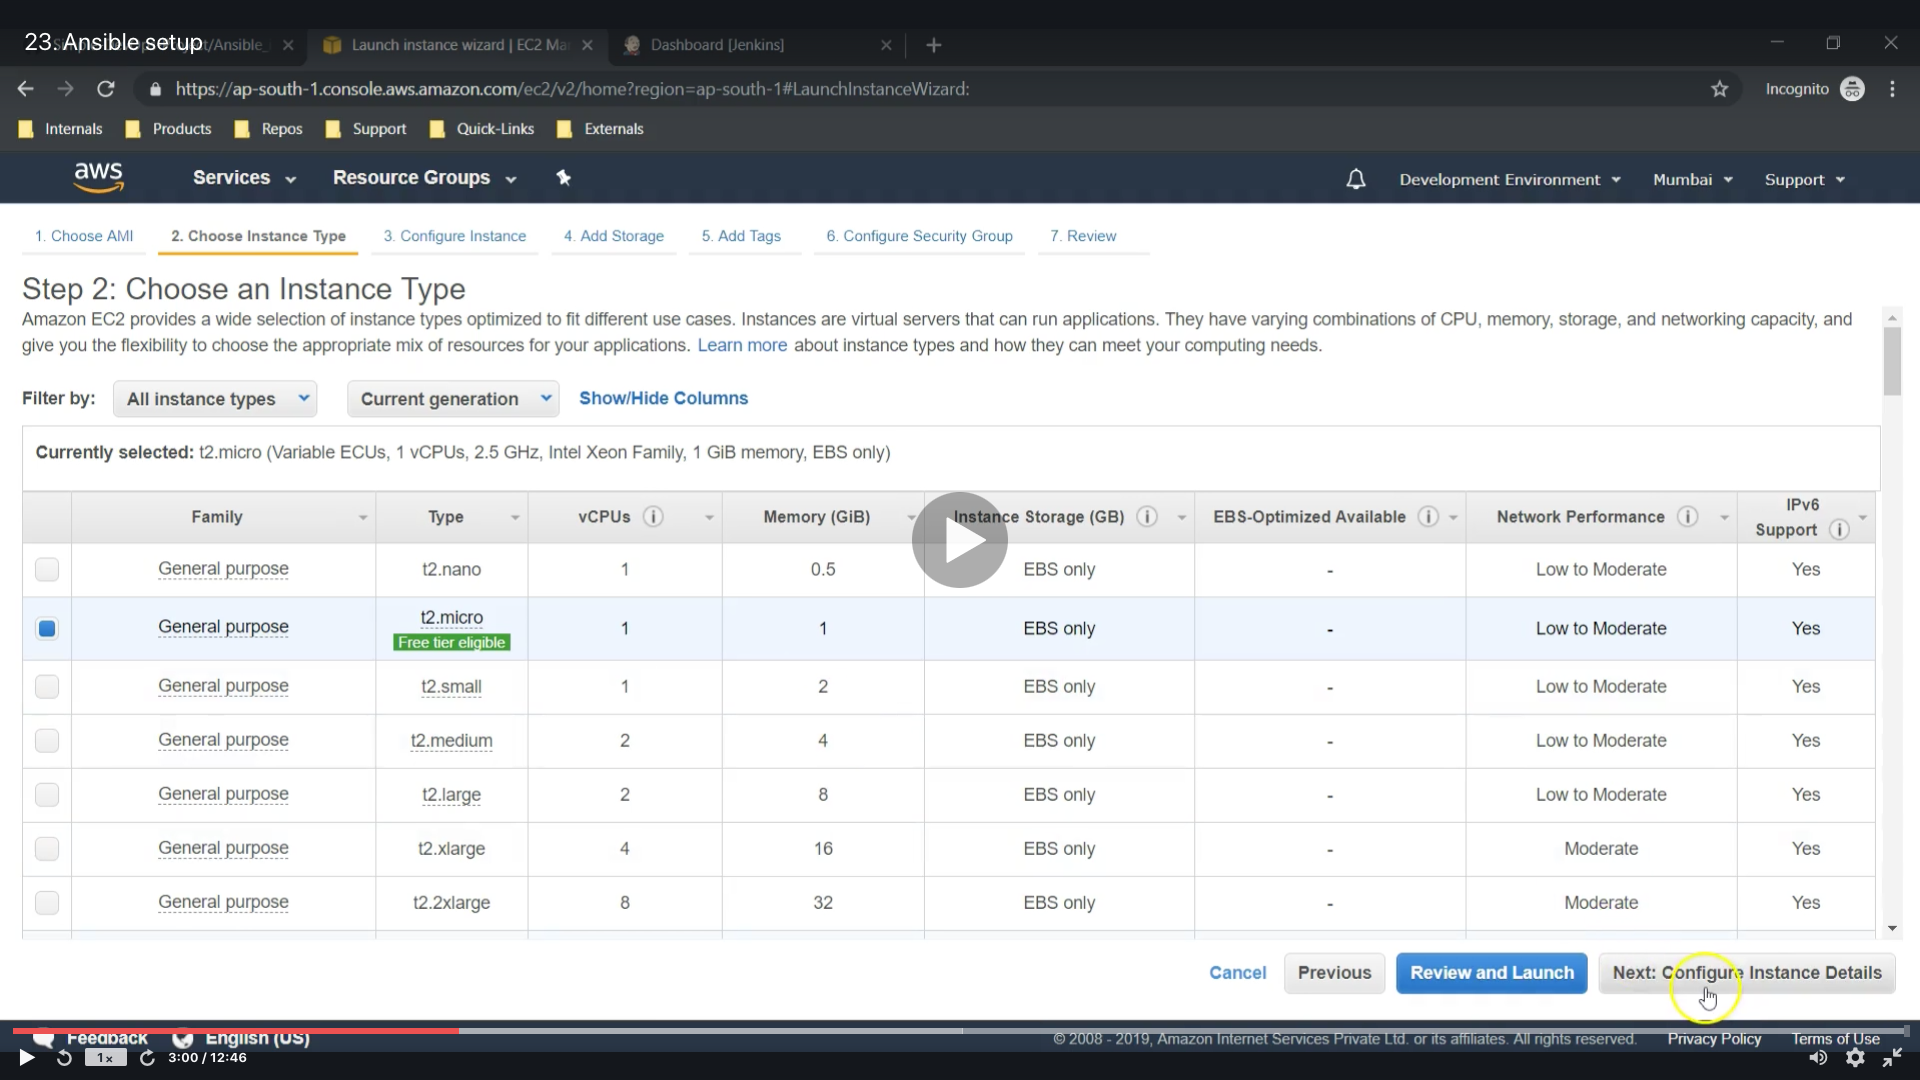 23. Ansible setup
/Ansible_
Launch instance wizard | EC2 Ma
Dashboard [Jenkins]
https://ap-south-1.console.aws.amazon.com/ec2/v2/home?region=ap-south-1#LaunchInstanceWizard:
Incognito
Internals Products Repos Support Quick-Links Externals
aws Services Resource Groups Development Environment Mumbai Support
1. Choose AMI 2. Choose Instance Type 3. Configure Instance 4. Add Storage 5. Add Tags 6. Configure Security Group 7. Review
Step 2: Choose an Instance Type
Amazon EC2 provides a wide selection of instance types optimized to fit different use cases. Instances are virtual servers that can run applications. They have varying combinations of CPU, memory, storage, and networking capacity, and
give you the flexibility to choose the appropriate mix of resources for your applications. Learn more about instance types and how they can meet your computing needs.
Filter by: All instance types Current generation Show/Hide Columns
Currently selected: t2.micro (Variable ECUs, 1 vCPUs, 2.5 GHz, Intel Xeon Family, 1 GiB memory, EBS only)
Family Type vCPUs Memory (GiB) Instance Storage (GB) EBS-Optimized Available Network Performance IPv6 Support
General purpose t2.nano 1 0.5 EBS only - Low to Moderate Yes
General purpose t2.micro Free tier eligible 1 1 EBS only - Low to Moderate Yes
General purpose t2.small 1 2 EBS only - Low to Moderate Yes
General purpose t2.medium 2 4 EBS only - Low to Moderate Yes
General purpose t2.large 2 8 EBS only - Low to Moderate Yes
General purpose t2.xlarge 4 16 EBS only - Moderate Yes
General purpose t2.2xlarge 8 32 EBS only - Moderate Yes
Cancel Previous Review and Launch Next: Configure Instance Details
Feedback English (US) © 2008 - 2019, Amazon Internet Services Private Ltd. or its affiliates. All rights reserved. Privacy Policy Terms of Use
1x 3:00 / 12:46